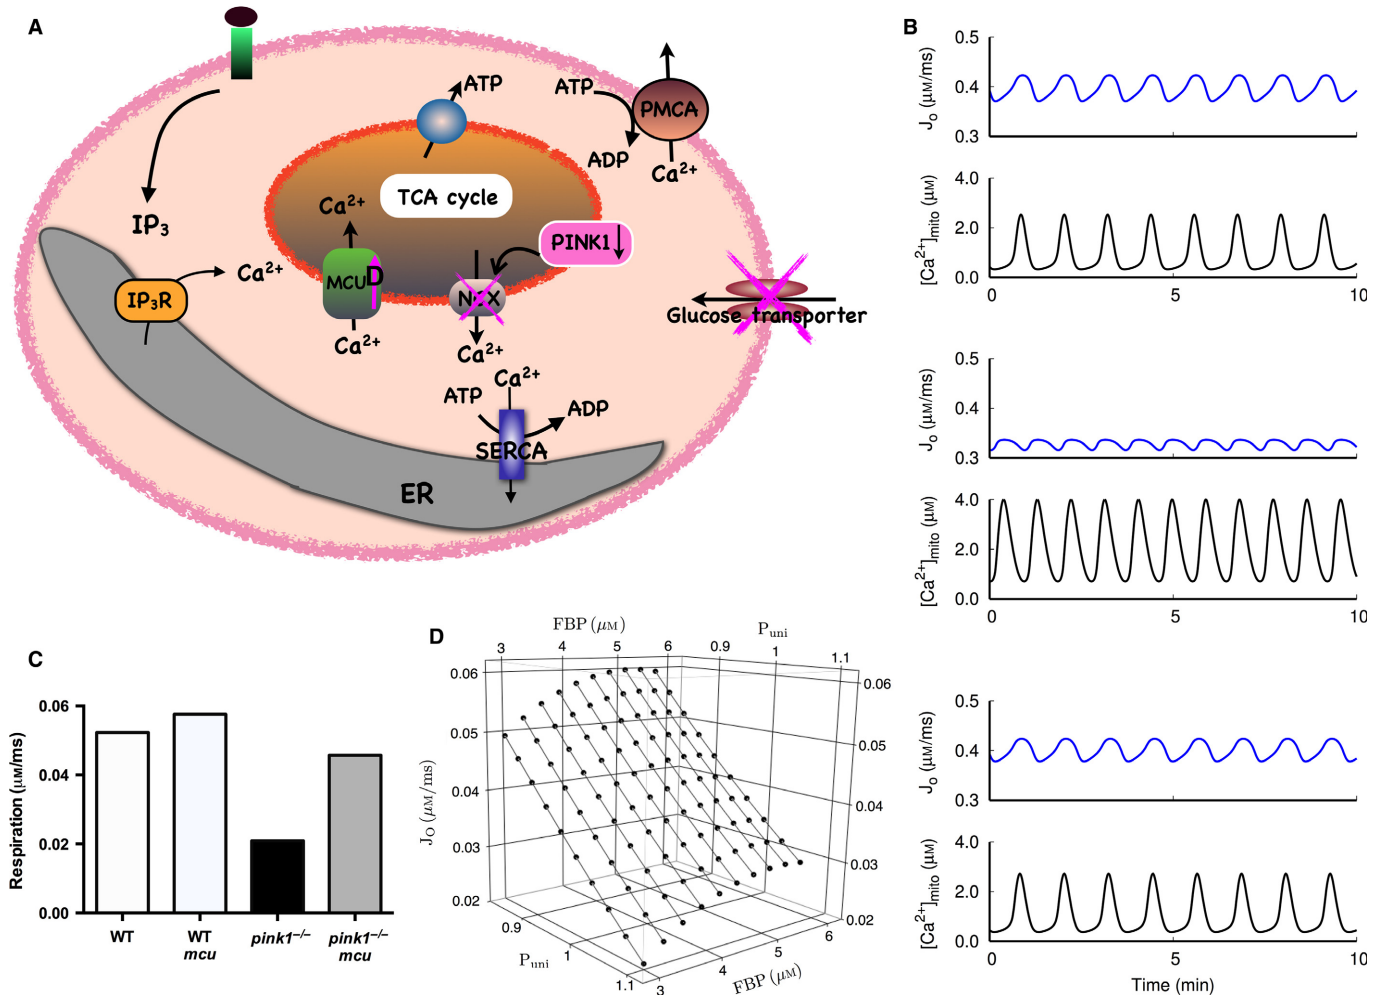 A
ATP
ATP
PMCA
ADP
Ca²⁺
TCA cycle
Ca²⁺
IP₃
PINK1
Ca²⁺
MCU D
NCX
IP₃R
Glucose transporter
Ca²⁺
Ca²⁺
Ca²⁺
ATP
ADP
SERCA
ER
B
0.5
0.4
0.3
J₀ (μM/ms)
4.0
2.0
0.0
[Ca²⁺]mito (μM)
0 5 10
0.5
0.4
0.3
J₀ (μM/ms)
4.0
2.0
0.0
[Ca²⁺]mito (μM)
0 5 10
0.5
0.4
0.3
J₀ (μM/ms)
4.0
2.0
0.0
[Ca²⁺]mito (μM)
0 5 10
Time (min)
C
Respiration (μM/ms)
0.06
0.04
0.02
0.00
WT
WT mcu
pink1⁻/⁻
pink1⁻/⁻ mcu
D
FBP (μM)
3 4 5 6
Puni
0.9 1 1.1
0.06
0.05
0.04
0.03
0.02
JO (μM/ms)
0.06
0.05
0.04
0.03
0.02
0.9
1
1.1
Puni
3
4
5
6
FBP (μM)